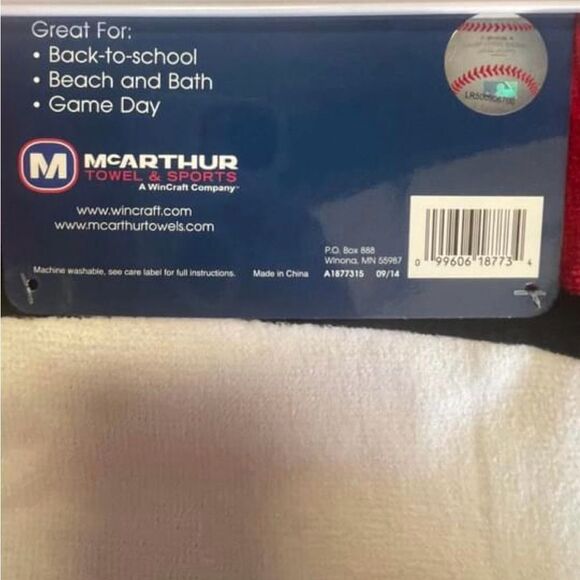 Great For:
• Back-to-school
• Beach and Bath
• Game Day
M
McARTHUR
TOWEL & SPORTS
A WinCraft Company™
www.wincraft.com
www.mcarthurtowels.com
P.O. Box 888
Winona, MN 55987
Machine washable, see care label for full instructions. Made in China A1877315 09/14
0 99606 18773 4